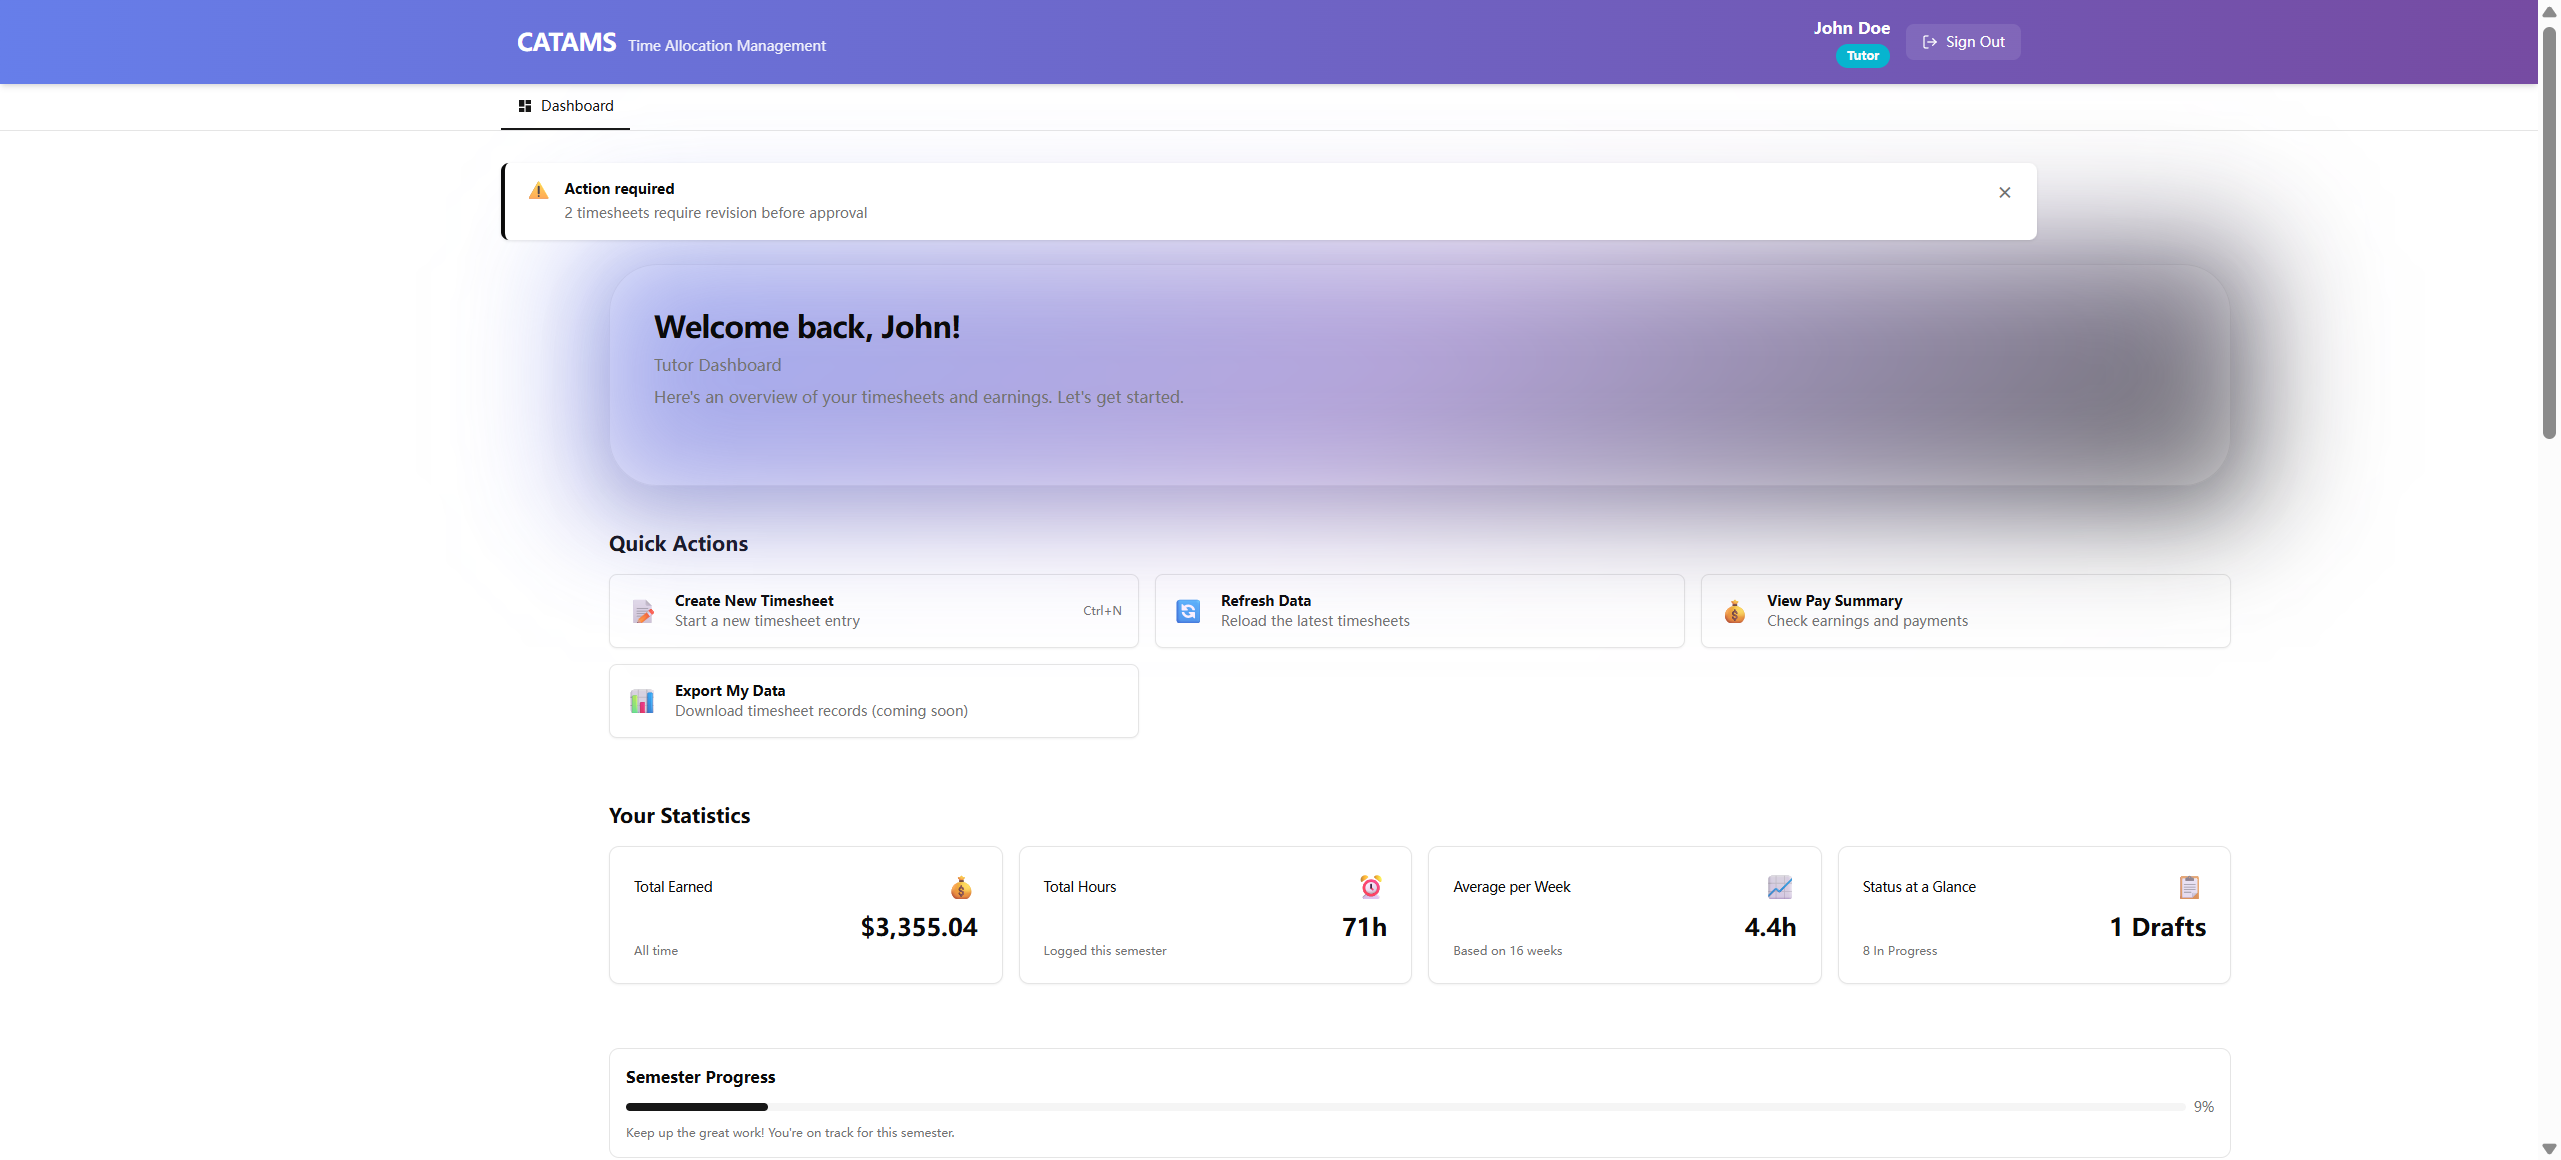 CATAMS Time Allocation Management
John Doe
Tutor
Sign Out
Dashboard
Action required
2 timesheets require revision before approval
Welcome back, John!
Tutor Dashboard
Here's an overview of your timesheets and earnings. Let's get started.
Quick Actions
Create New Timesheet
Start a new timesheet entry
Ctrl+N
Refresh Data
Reload the latest timesheets
View Pay Summary
Check earnings and payments
Export My Data
Download timesheet records (coming soon)
Your Statistics
Total Earned
$3,355.04
All time
Total Hours
71h
Logged this semester
Average per Week
4.4h
Based on 16 weeks
Status at a Glance
1 Drafts
8 In Progress
Semester Progress
9%
Keep up the great work! You're on track for this semester.